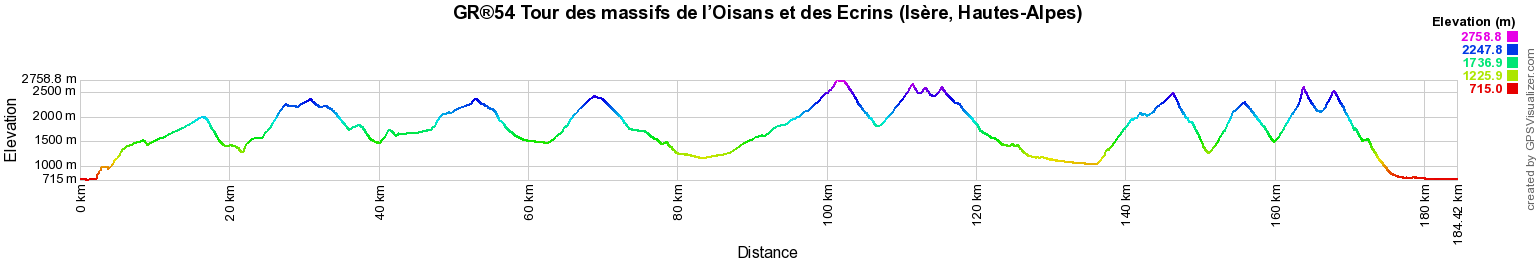 GR®54 Tour des massifs de l’Oisans et des Ecrins (Isère, Hautes-Alpes)
Elevation (m)
2758.8
2247.8
1736.9
1225.9
715.0
Elevation
2758.8 m
2500 m
2000 m
1500 m
1000 m
715 m
0 km
20 km
40 km
60 km
80 km
100 km
120 km
140 km
160 km
180 km
184.42 km
Distance
created by GPSVisualizer.com